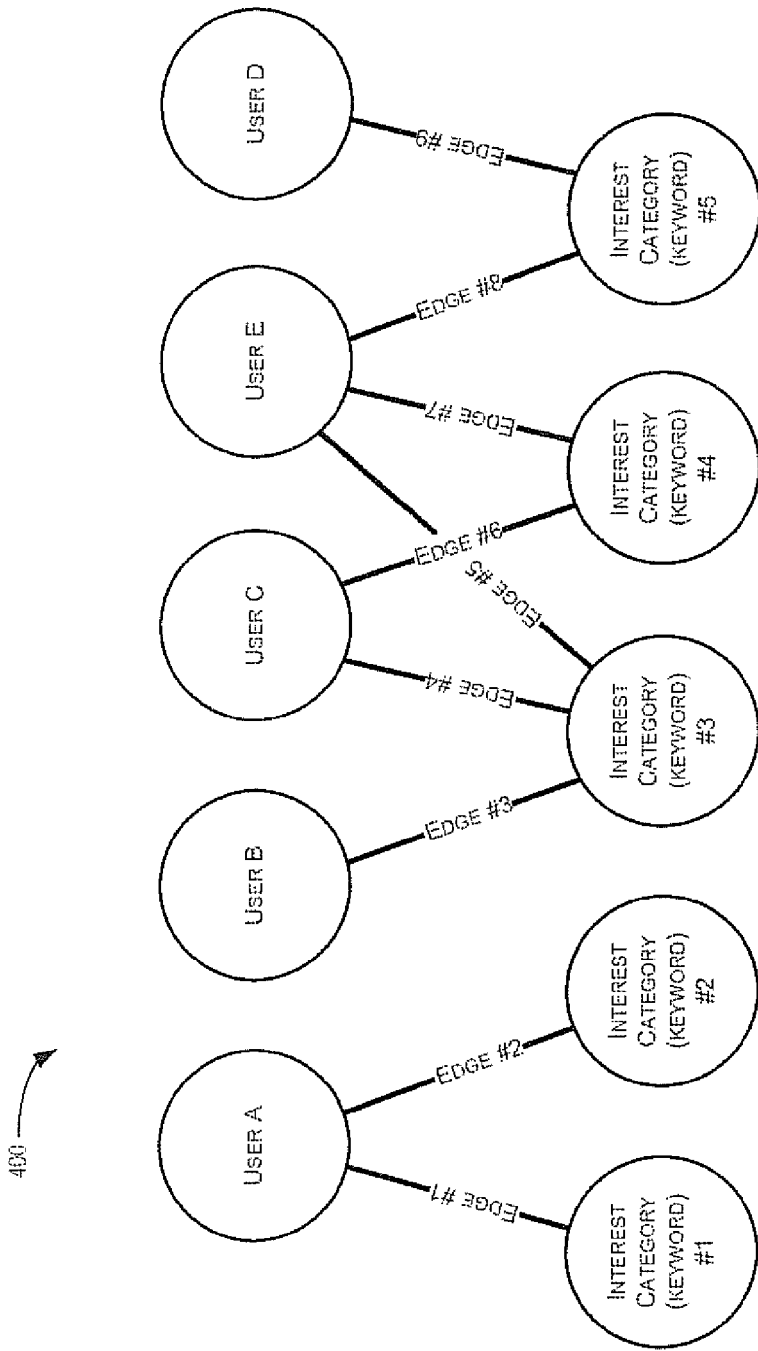 400
USER A
USER B
USER C
USER E
USER D
EDGE #1
EDGE #2
EDGE #3
EDGE #4
EDGE #5
EDGE #6
EDGE #7
EDGE #8
EDGE #9
INTEREST
CATEGORY
(KEYWORD)
#1
INTEREST
CATEGORY
(KEYWORD)
#2
INTEREST
CATEGORY
(KEYWORD)
#3
INTEREST
CATEGORY
(KEYWORD)
#4
INTEREST
CATEGORY
(KEYWORD)
#5